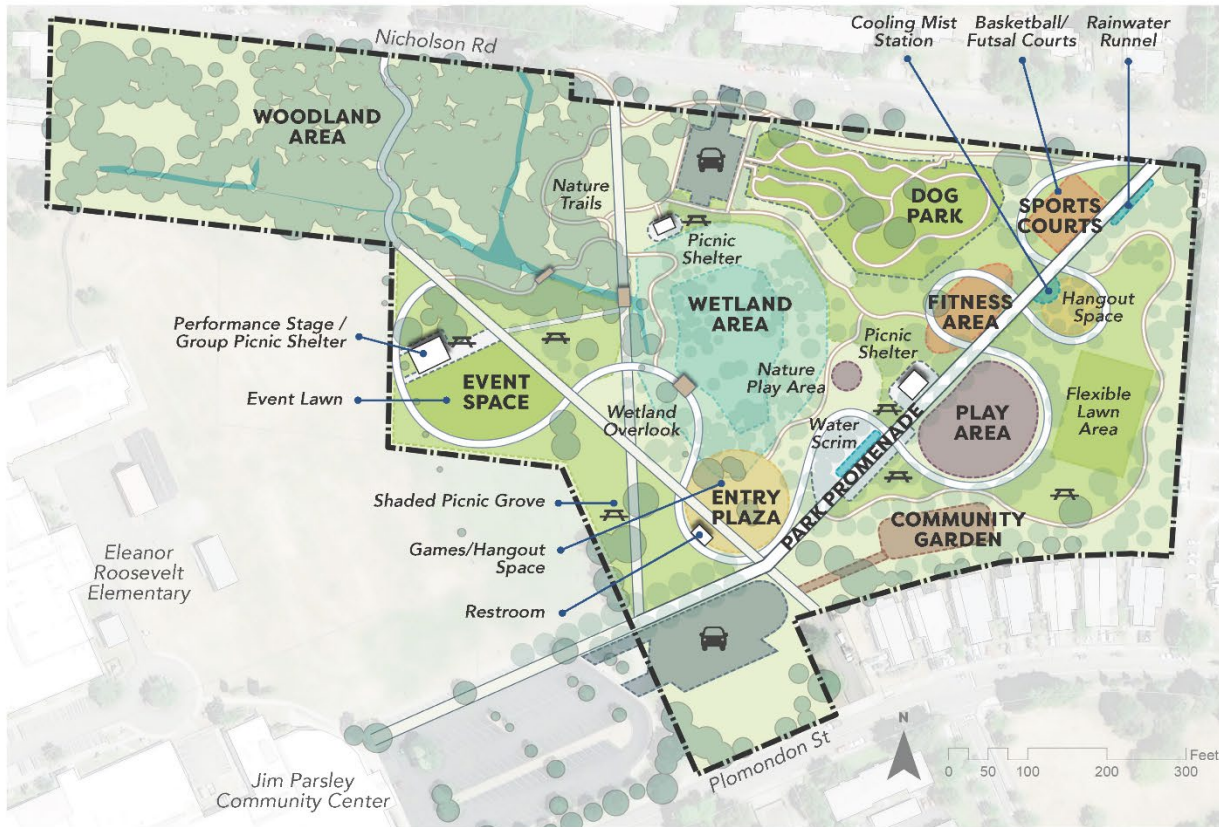 Nicholson Rd
Cooling Mist
Station
Basketball/
Futsal Courts
Rainwater
Runnel
WOODLAND
AREA
Nature
Trails
DOG
PARK
SPORTS
COURTS
Picnic
Shelter
WETLAND
AREA
FITNESS
AREA
Hangout
Space
Performance Stage /
Group Picnic Shelter
Picnic
Shelter
Event Lawn
EVENT
SPACE
Nature
Play Area
PLAY
AREA
Flexible
Lawn
Area
Wetland
Overlook
Water
Scrim
PARK PROMENADE
Shaded Picnic Grove
ENTRY
PLAZA
COMMUNITY
GARDEN
Games/Hangout
Space
Eleanor
Roosevelt
Elementary
Restroom
Jim Parsley
Community Center
Plomondon St
N
0 50 100 200 300 Feet